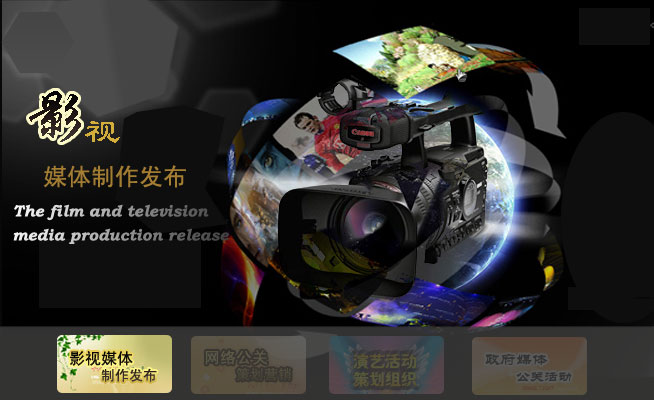 影视
媒体制作发布
The film and television
media production release
Canon
影视媒体
制作发布
网络公关
策划营销
演艺活动
策划组织
政府媒体
公关活动